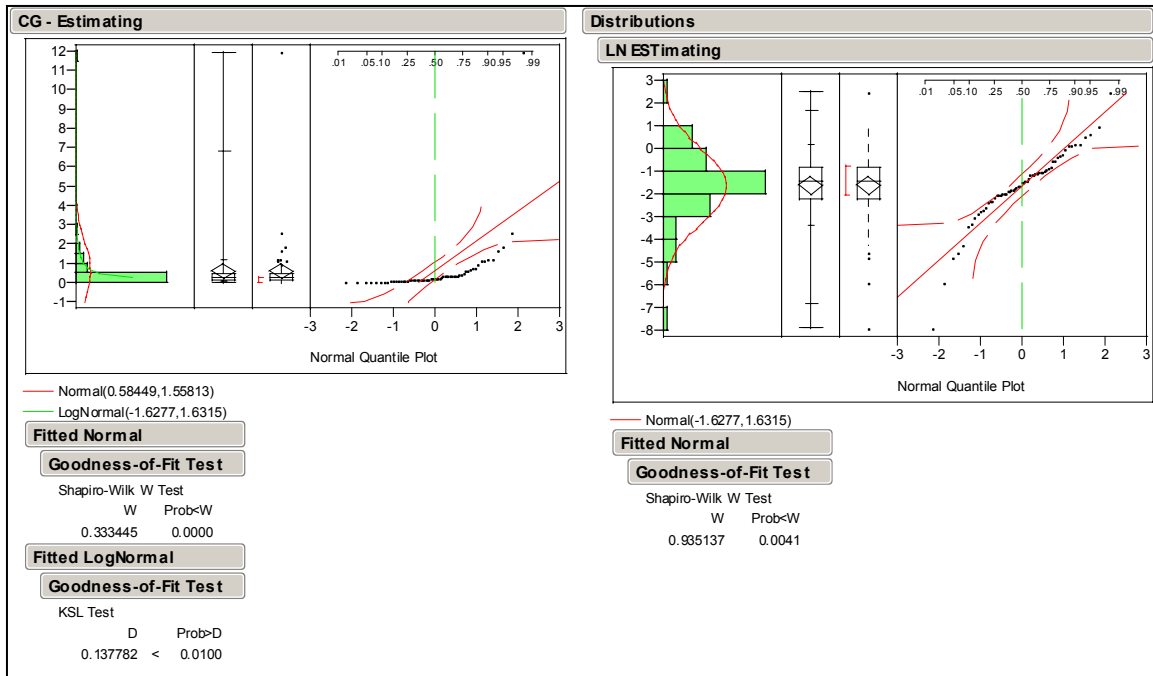 CG - Estimating
12
11
10
9
8
7
6
5
4
3
2
1
0
-1
.01 .05.10 .25 .50 .75 .90.95 .99
-3 -2 -1 0 1 2 3
Normal Quantile Plot
Normal(0.58449,1.55813)
LogNormal(-1.6277,1.6315)
Fitted Normal
Goodness-of-Fit Test
Shapiro-Wilk W Test
W Prob<W
0.333445 0.0000
Fitted LogNormal
Goodness-of-Fit Test
KSL Test
D Prob>D
0.137782 < 0.0100
Distributions
LN ESTimating
3
2
1
0
-1
-2
-3
-4
-5
-6
-7
-8
.01 .05.10 .25 .50 .75 .90.95 .99
-3 -2 -1 0 1 2 3
Normal Quantile Plot
Normal(-1.6277,1.6315)
Fitted Normal
Goodness-of-Fit Test
Shapiro-Wilk W Test
W Prob<W
0.935137 0.0041